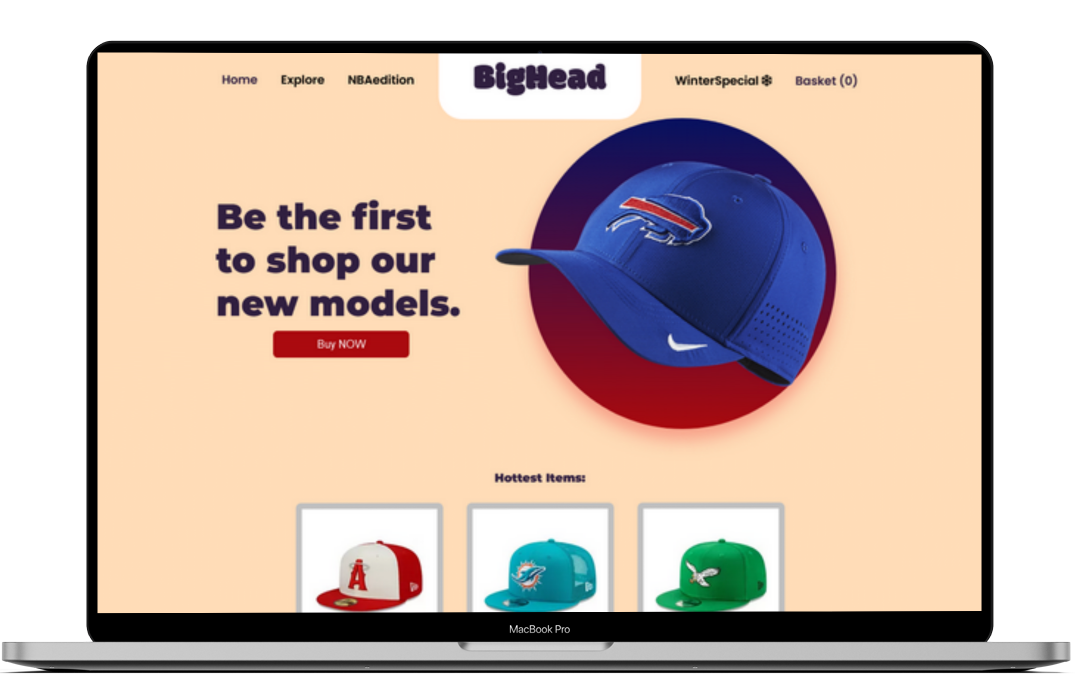 Home
Explore
NBAedition
BigHead
WinterSpecial ❄
Basket (0)
Be the first
to shop our
new models.
Buy NOW
Hottest Items:
A
MacBook Pro